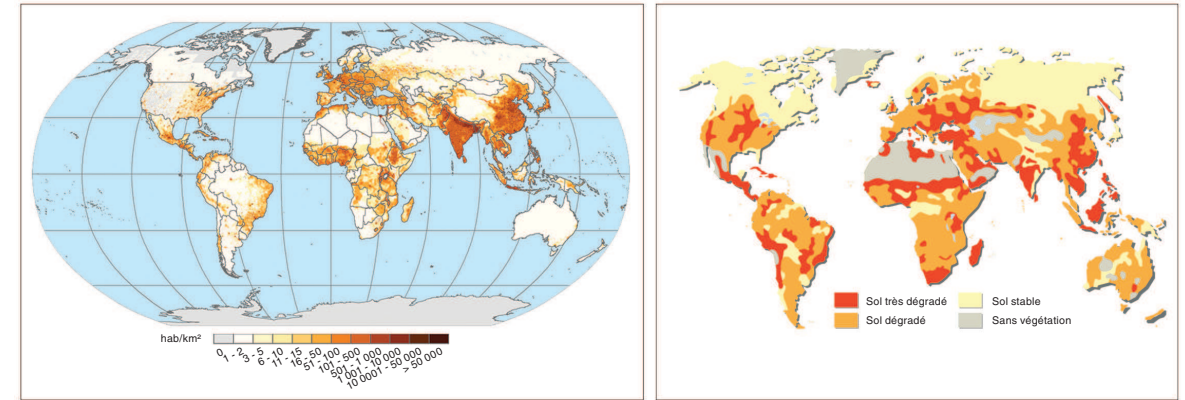 hab/km²
0
1 - 2
3 - 5
6 - 10
11 - 15
16 - 50
51 - 100
101 - 500
501 - 1 000
1 001 - 10 000
10 0001 - 50 000
> 50 000
Sol très dégradé
Sol stable
Sol dégradé
Sans végétation